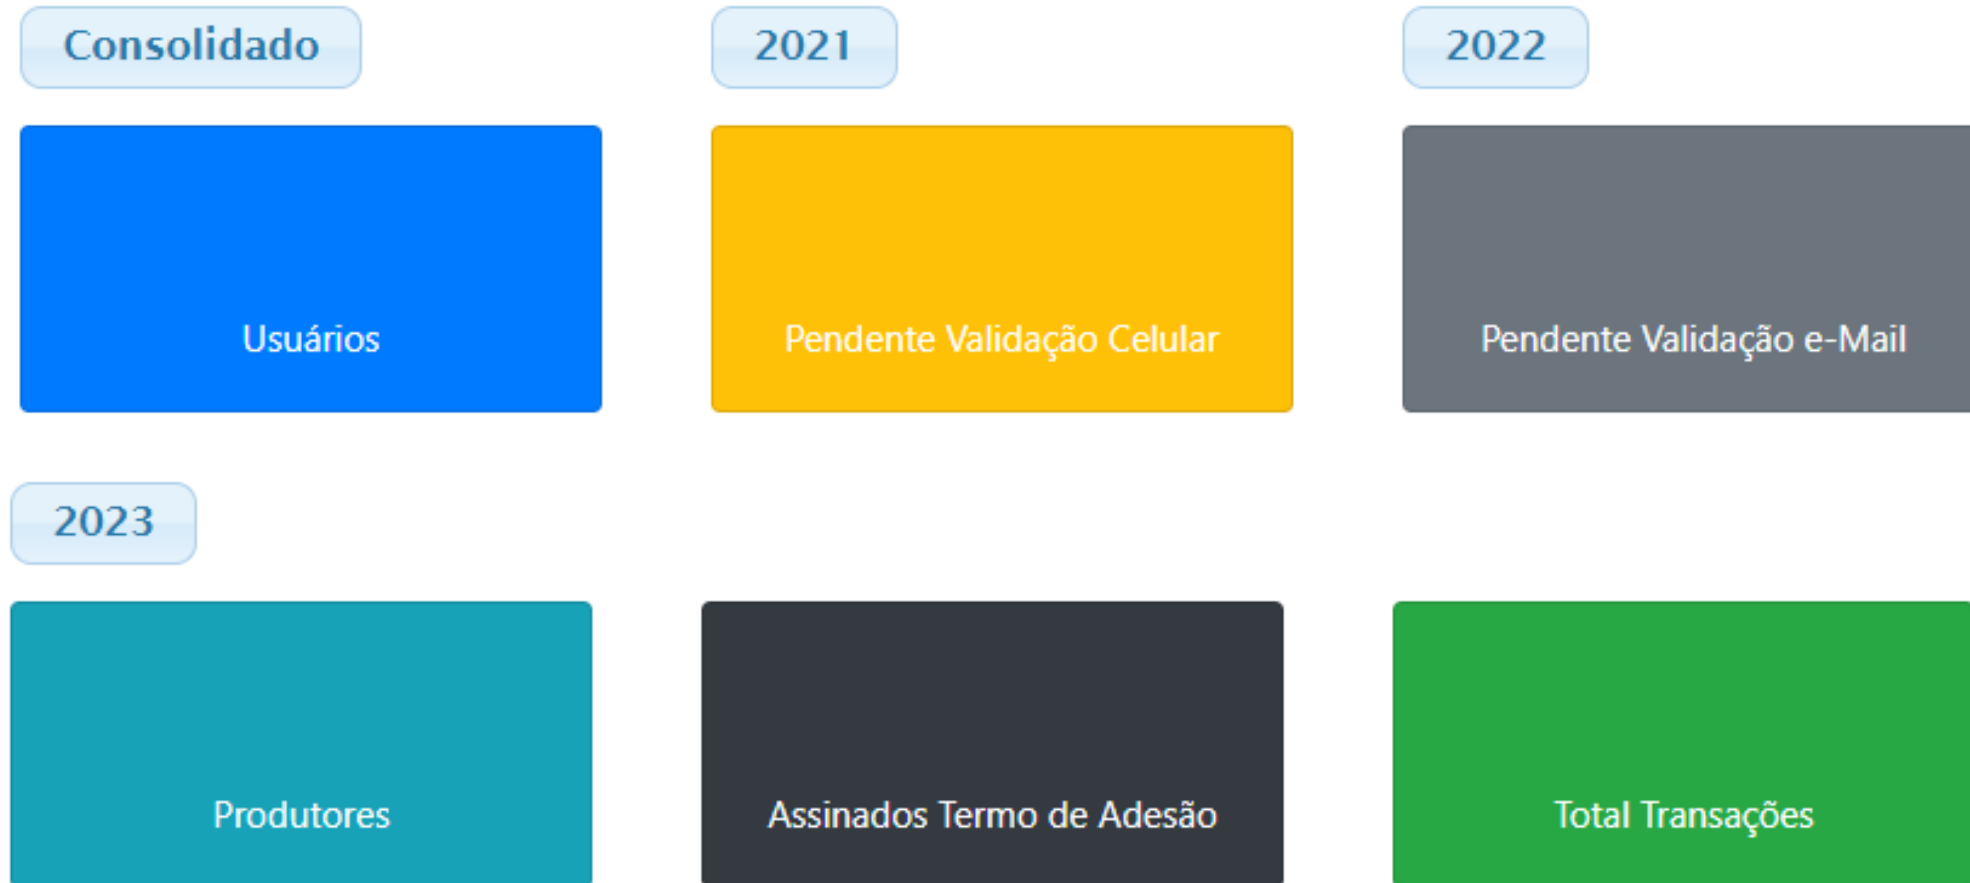 Consolidado
2021
2022
Usuários
Pendente Validação Celular
Pendente Validação e-Mail
2023
Produtores
Assinados Termo de Adesão
Total Transações